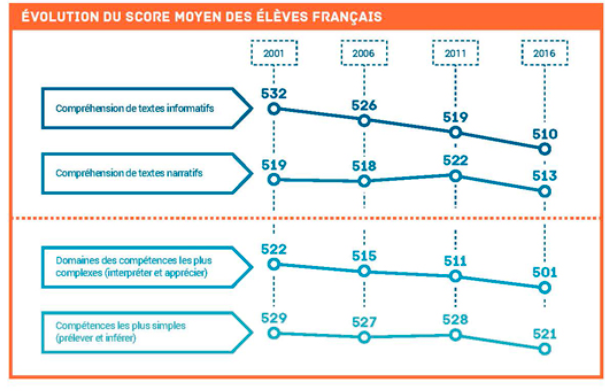 ÉVOLUTION DU SCORE MOYEN DES ÉLÈVES FRANÇAIS
2001 2006 2011 2016
Compréhension de textes informatifs 532 526 519 510
Compréhension de textes narratifs 519 518 522 513
Domaines des compétences les plus
complexes (interpréter et apprécier) 522 515 511 501
Compétences les plus simples
(prélever et inférer) 529 527 528 521